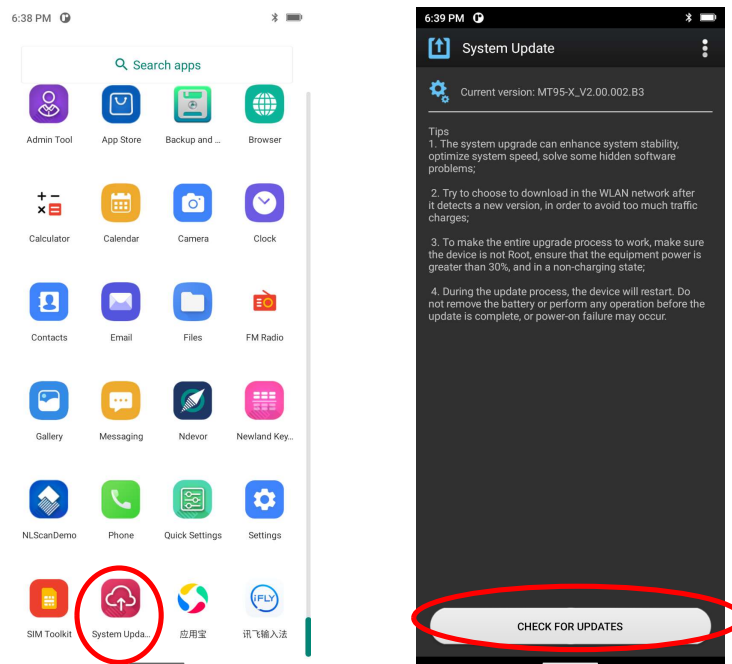 6:38 PM
Search apps
Admin Tool
App Store
Backup and ...
Browser
Calculator
Calendar
Camera
Clock
Contacts
Email
Files
FM Radio
Gallery
Messaging
Ndevor
Newland Key...
NLScanDemo
Phone
Quick Settings
Settings
SIM Toolkit
System Upda...
应用宝
iFLY
讯飞输入法
6:39 PM
System Update
Current version: MT95-X_V2.00.002.B3
Tips
1. The system upgrade can enhance system stability,
optimize system speed, solve some hidden software
problems;
2. Try to choose to download in the WLAN network after
it detects a new version, in order to avoid too much traffic
charges;
3. To make the entire upgrade process to work, make sure
the device is not Root, ensure that the equipment power is
greater than 30%, and in a non-charging state;
4. During the update process, the device will restart. Do
not remove the battery or perform any operation before the
update is complete, or power-on failure may occur.
CHECK FOR UPDATES